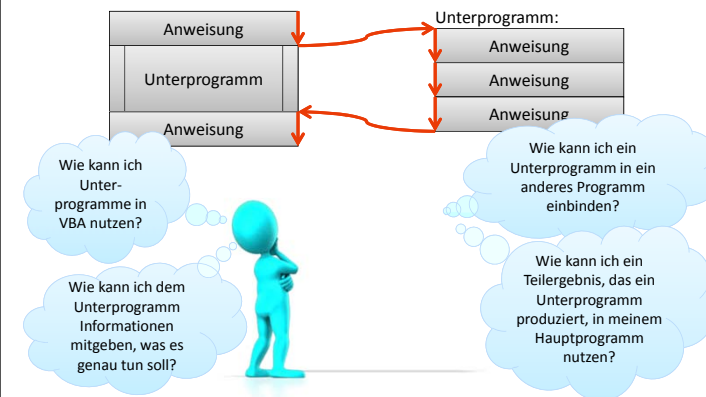 Anweisung
Unterprogramm
Anweisung
Unterprogramm:
Anweisung
Anweisung
Anweisung
Wie kann ich
Unter-
programme in
VBA nutzen?
Wie kann ich dem
Unterprogramm
Informationen
mitgeben, was es
genau tun soll?
Wie kann ich ein
Unterprogramm in ein
anderes Programm
einbinden?
Wie kann ich ein
Teilergebnis, das ein
Unterprogramm
produziert, in meinem
Hauptprogramm
nutzen?